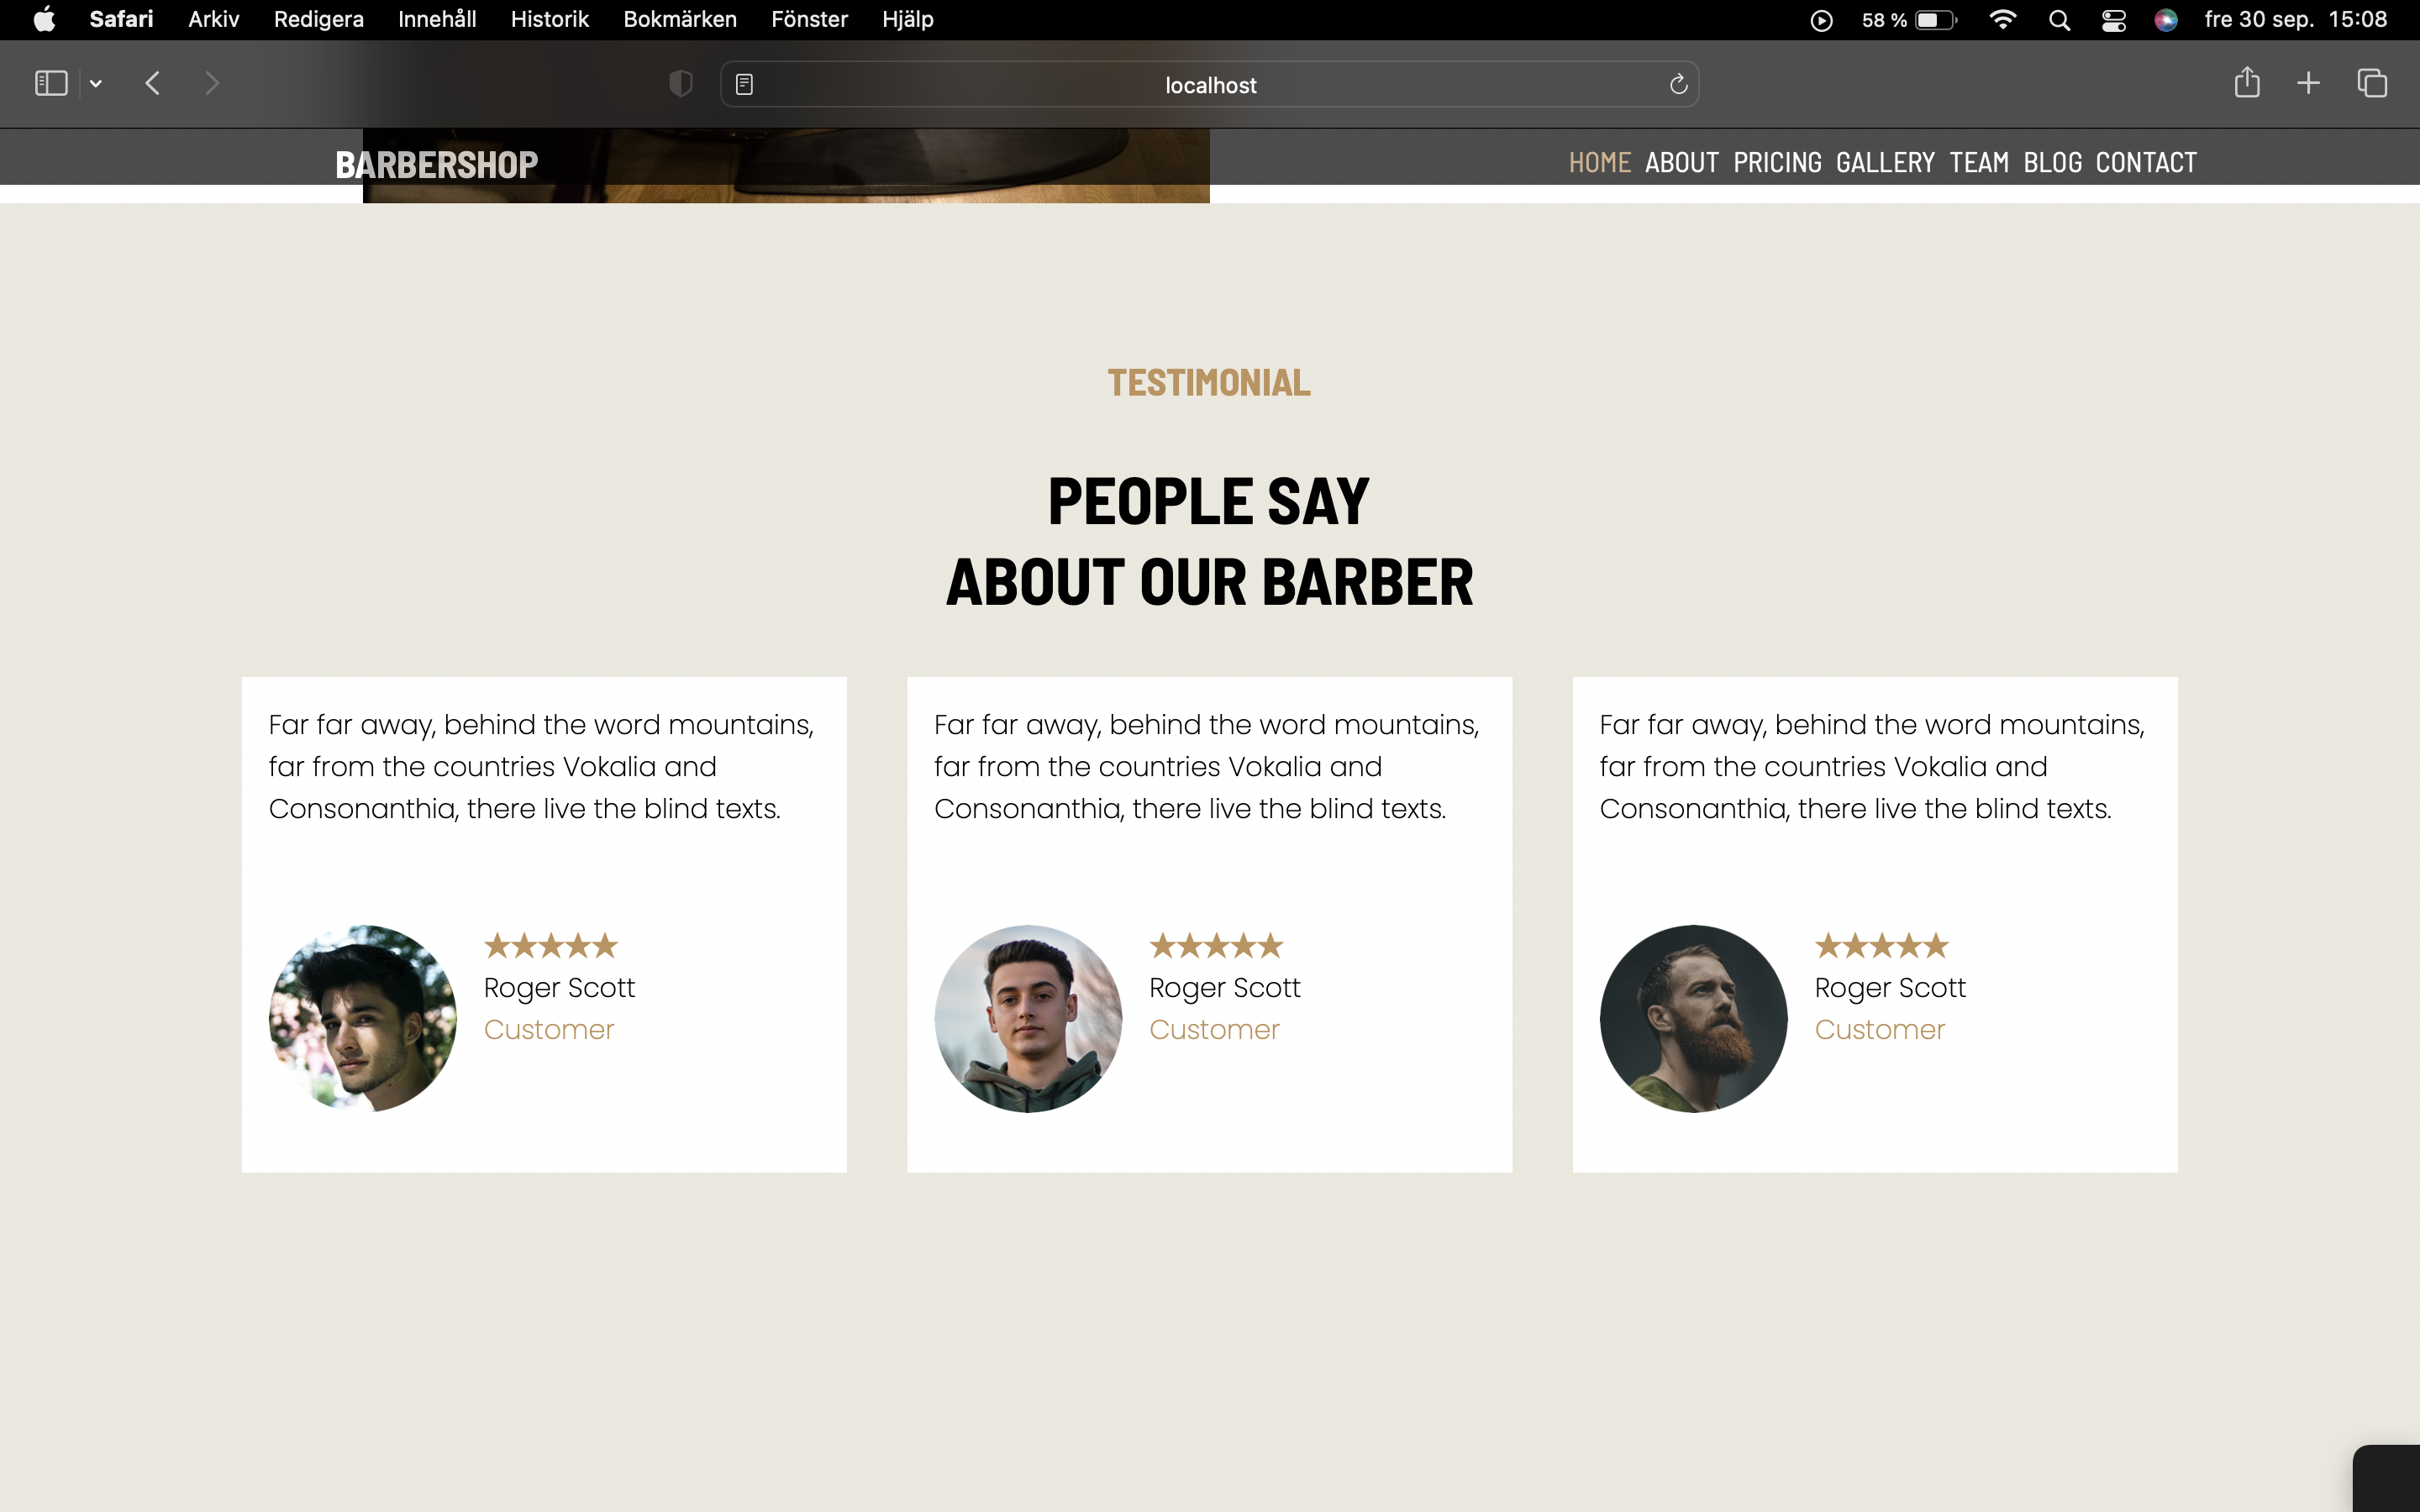 Safari Arkiv Redigera Innehåll Historik Bokmärken Fönster Hjälp 58 % fre 30 sep. 15:08
localhost
BARBERSHOP HOME ABOUT PRICING GALLERY TEAM BLOG CONTACT
TESTIMONIAL
PEOPLE SAY
ABOUT OUR BARBER
Far far away, behind the word mountains,
far from the countries Vokalia and
Consonanthia, there live the blind texts.
★★★★★
Roger Scott
Customer
Far far away, behind the word mountains,
far from the countries Vokalia and
Consonanthia, there live the blind texts.
★★★★★
Roger Scott
Customer
Far far away, behind the word mountains,
far from the countries Vokalia and
Consonanthia, there live the blind texts.
★★★★★
Roger Scott
Customer